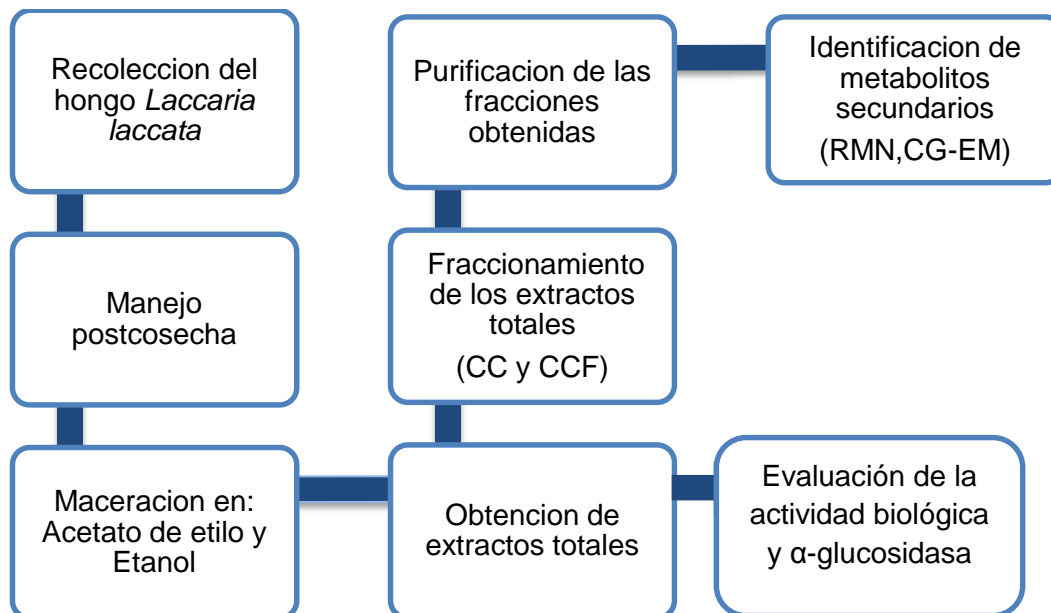 Recoleccion del
hongo Laccaria
laccata
Manejo
postcosecha
Maceracion en:
Acetato de etilo y
Etanol
Obtencion de
extractos totales
Evaluación de la
actividad biológica
y α-glucosidasa
Fraccionamiento
de los extractos
totales
(CC y CCF)
Purificacion de las
fracciones
obtenidas
Identificacion de
metabolitos
secundarios
(RMN,CG-EM)